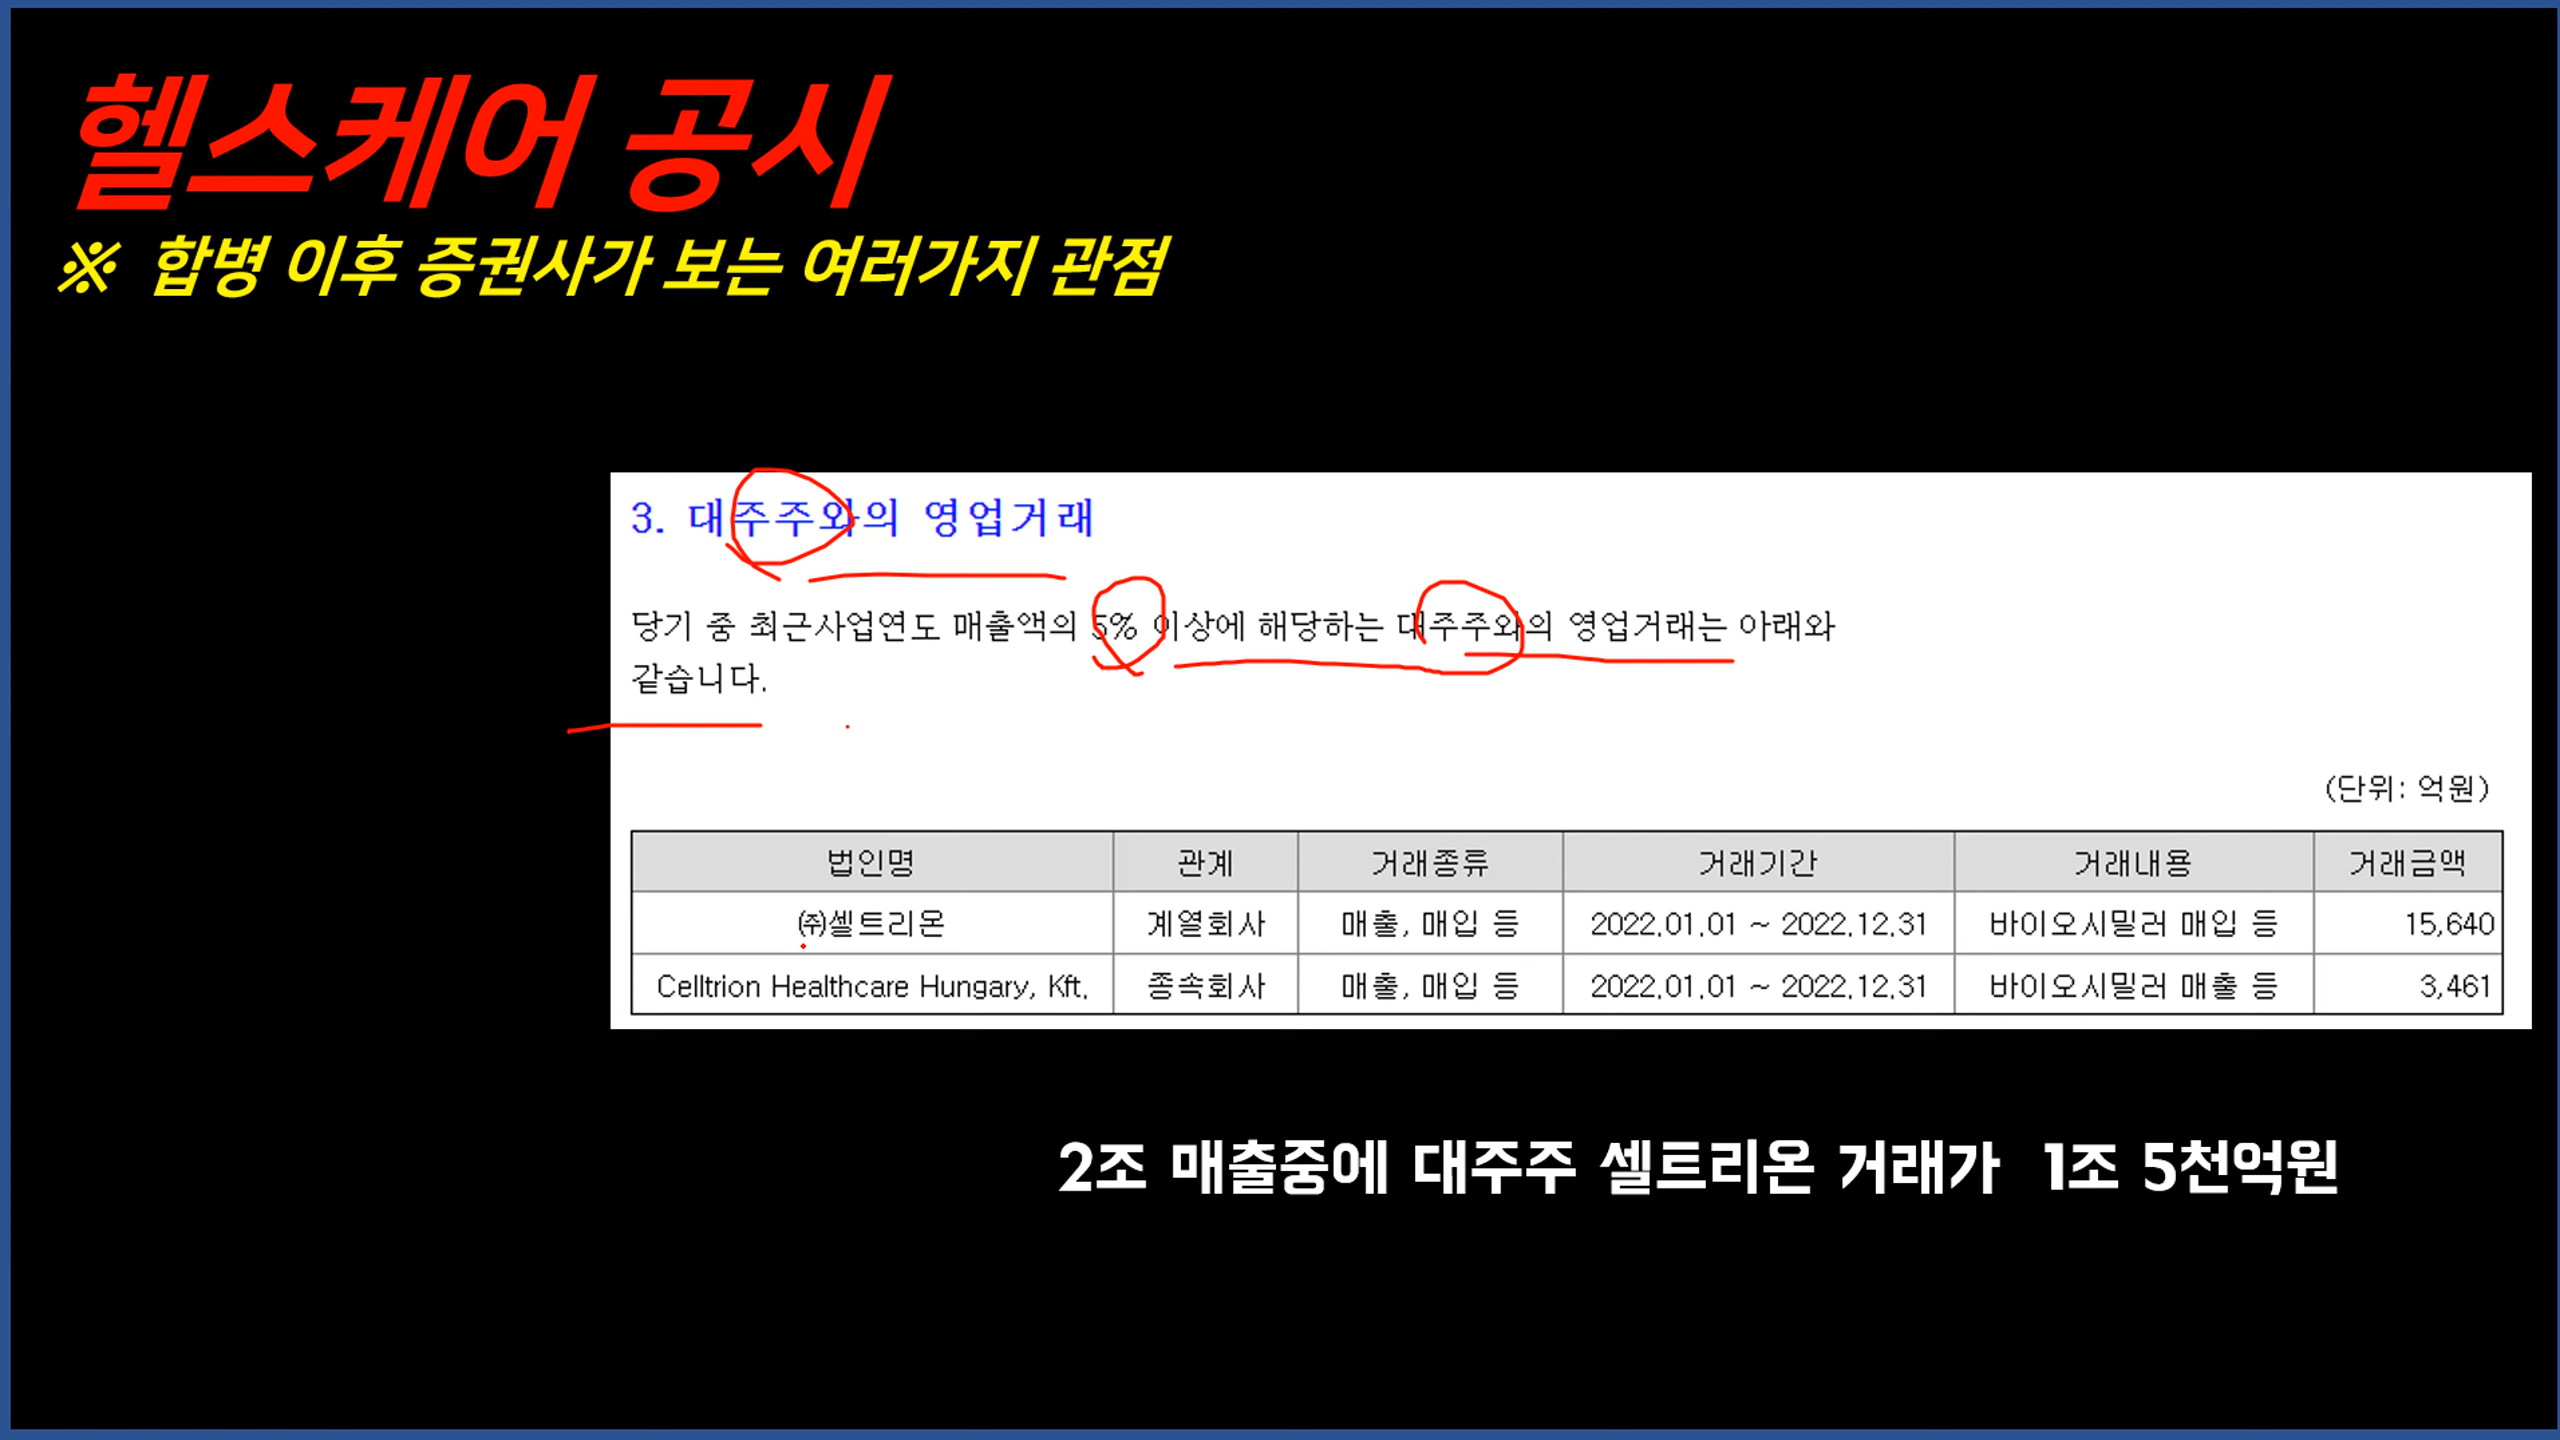 헬스케어 공시
※ 합병 이후 증권사가 보는 여러가지 관점
3. 대주주와의 영업거래
당기 중 최근사업연도 매출액의 5% 이상에 해당하는 대주주와의 영업거래는 아래와
같습니다.
(단위: 억원)
법인명 관계 거래종류 거래기간 거래내용 거래금액
㈜셀트리온 계열회사 매출, 매입 등 2022.01.01 ~ 2022.12.31 바이오시밀러 매입 등 15,640
Celltrion Healthcare Hungary, Kft. 종속회사 매출, 매입 등 2022.01.01 ~ 2022.12.31 바이오시밀러 매출 등 3,461
2조 매출중에 대주주 셀트리온 거래가 1조 5천억원